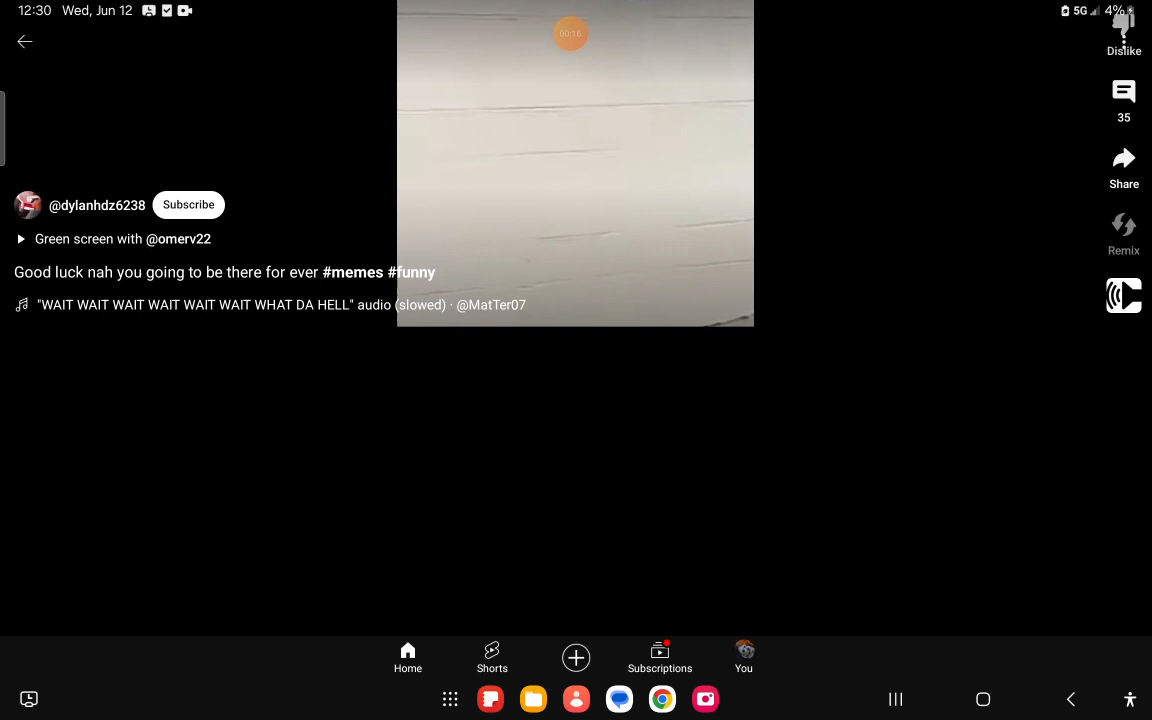 12:30 Wed, Jun 12
5G 4%
00:16
Dislike
35
Share
@dylanhdz6238 Subscribe
Green screen with @omerv22
Remix
Good luck nah you going to be there for ever #memes #funny
"WAIT WAIT WAIT WAIT WAIT WAIT WHAT DA HELL" audio (slowed) · @MatTer07
Home Shorts Subscriptions You